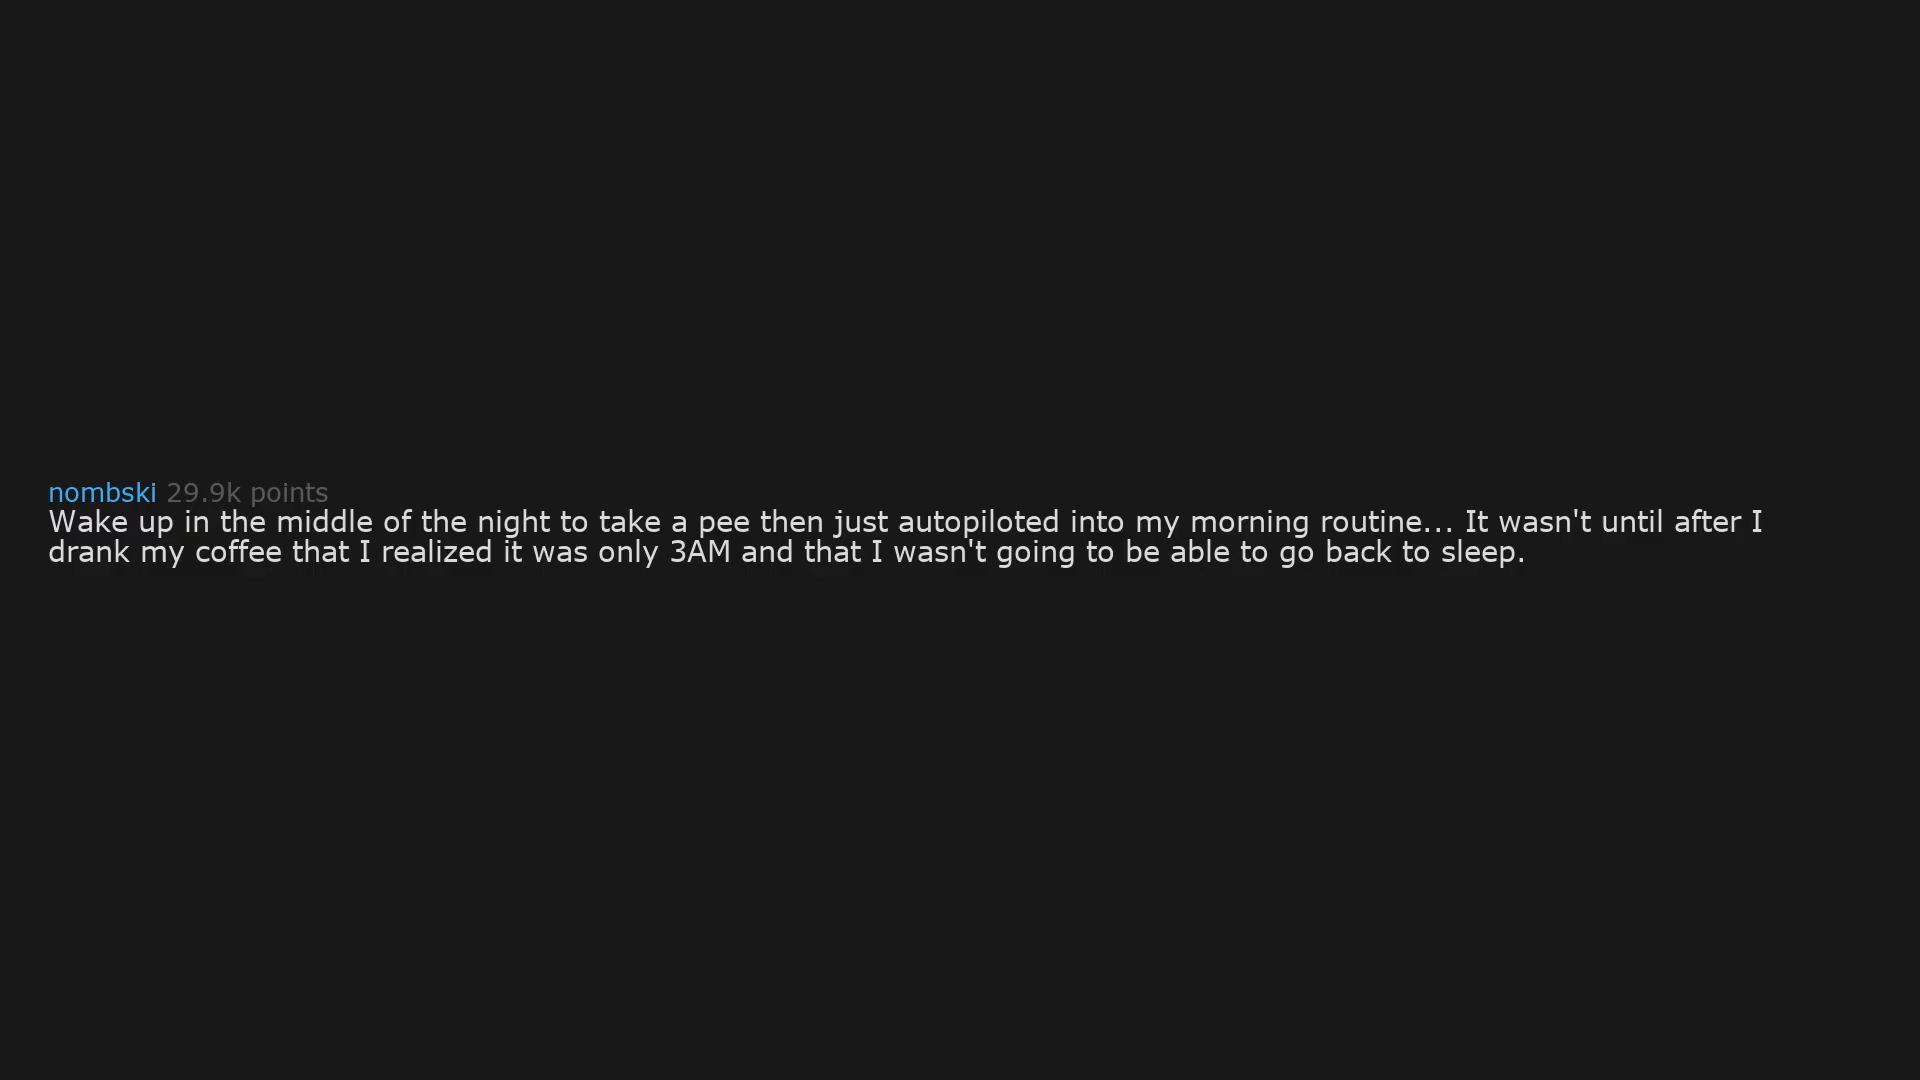 nombski 29.9k points
Wake up in the middle of the night to take a pee then just autopiloted into my morning routine... It wasn't until after I
drank my coffee that I realized it was only 3AM and that I wasn't going to be able to go back to sleep.